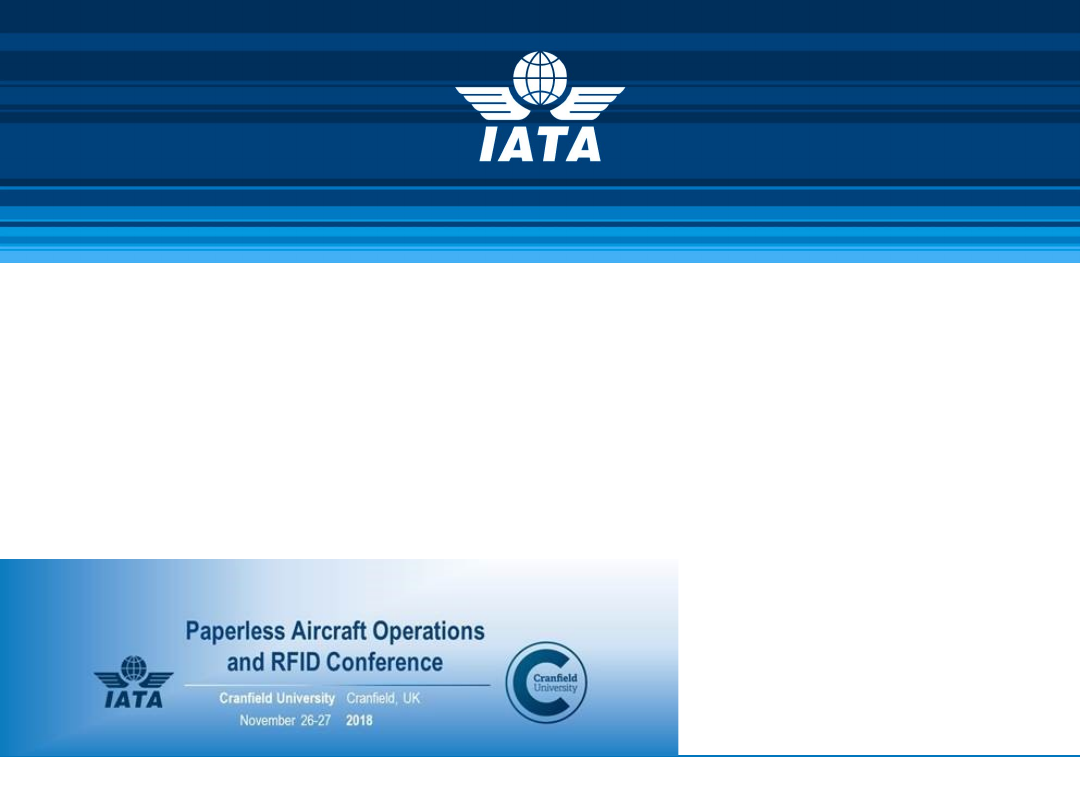 IATA
Paperless Aircraft Operations
and RFID Conference
IATA
Cranfield University Cranfield, UK
November 26-27 2018
Cranfield
University